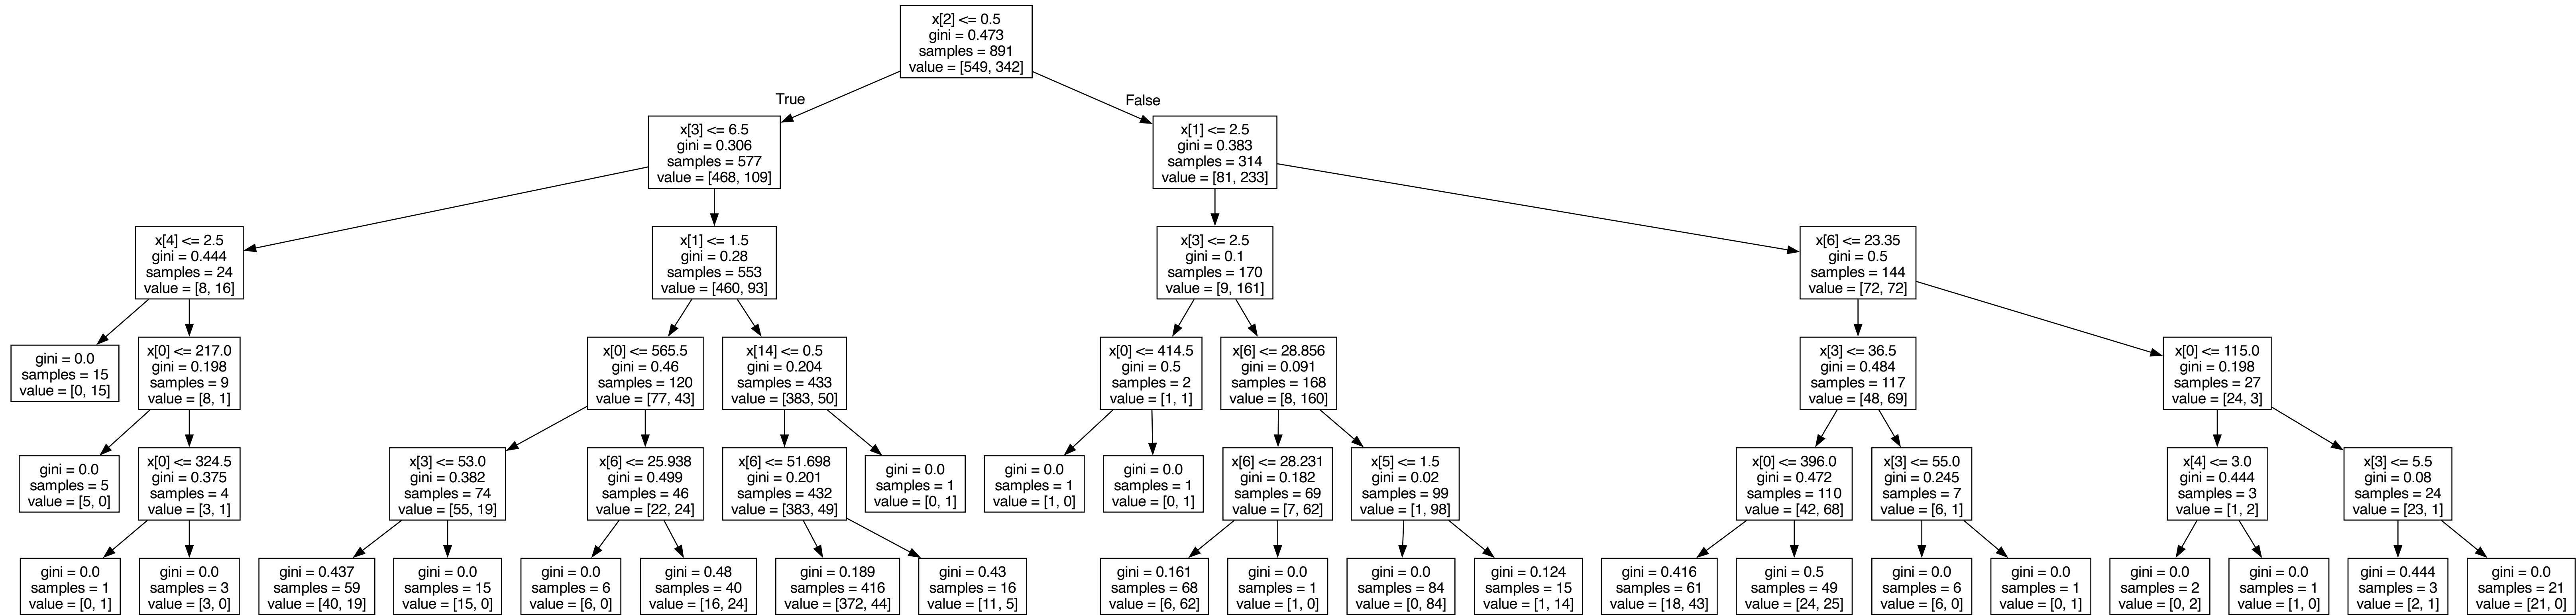 x[2] <= 0.5
gini = 0.473
samples = 891
value = [549, 342]
True
False
x[3] <= 6.5
gini = 0.306
samples = 577
value = [468, 109]
x[1] <= 2.5
gini = 0.383
samples = 314
value = [81, 233]
x[4] <= 2.5
gini = 0.444
samples = 24
value = [8, 16]
x[1] <= 1.5
gini = 0.28
samples = 553
value = [460, 93]
x[3] <= 2.5
gini = 0.1
samples = 170
value = [9, 161]
x[6] <= 23.35
gini = 0.5
samples = 144
value = [72, 72]
gini = 0.0
samples = 15
value = [0, 15]
x[0] <= 217.0
gini = 0.198
samples = 9
value = [8, 1]
x[0] <= 565.5
gini = 0.46
samples = 120
value = [77, 43]
x[14] <= 0.5
gini = 0.204
samples = 433
value = [383, 50]
x[0] <= 414.5
gini = 0.5
samples = 2
value = [1, 1]
x[6] <= 28.856
gini = 0.091
samples = 168
value = [8, 160]
x[3] <= 36.5
gini = 0.484
samples = 117
value = [48, 69]
x[0] <= 115.0
gini = 0.198
samples = 27
value = [24, 3]
gini = 0.0
samples = 5
value = [5, 0]
x[0] <= 324.5
gini = 0.375
samples = 4
value = [3, 1]
x[3] <= 53.0
gini = 0.382
samples = 74
value = [55, 19]
x[6] <= 25.938
gini = 0.499
samples = 46
value = [22, 24]
x[6] <= 51.698
gini = 0.201
samples = 432
value = [383, 49]
gini = 0.0
samples = 1
value = [0, 1]
gini = 0.0
samples = 1
value = [1, 0]
gini = 0.0
samples = 1
value = [0, 1]
x[6] <= 28.231
gini = 0.182
samples = 69
value = [7, 62]
x[5] <= 1.5
gini = 0.02
samples = 99
value = [1, 98]
x[0] <= 396.0
gini = 0.472
samples = 110
value = [42, 68]
x[3] <= 55.0
gini = 0.245
samples = 7
value = [6, 1]
x[4] <= 3.0
gini = 0.444
samples = 3
value = [1, 2]
x[3] <= 5.5
gini = 0.08
samples = 24
value = [23, 1]
gini = 0.0
samples = 1
value = [0, 1]
gini = 0.0
samples = 3
value = [3, 0]
gini = 0.437
samples = 59
value = [40, 19]
gini = 0.0
samples = 15
value = [15, 0]
gini = 0.0
samples = 6
value = [6, 0]
gini = 0.48
samples = 40
value = [16, 24]
gini = 0.189
samples = 416
value = [372, 44]
gini = 0.43
samples = 16
value = [11, 5]
gini = 0.161
samples = 68
value = [6, 62]
gini = 0.0
samples = 1
value = [1, 0]
gini = 0.0
samples = 84
value = [0, 84]
gini = 0.124
samples = 15
value = [1, 14]
gini = 0.416
samples = 61
value = [18, 43]
gini = 0.5
samples = 49
value = [24, 25]
gini = 0.0
samples = 6
value = [6, 0]
gini = 0.0
samples = 1
value = [0, 1]
gini = 0.0
samples = 2
value = [0, 2]
gini = 0.0
samples = 1
value = [1, 0]
gini = 0.444
samples = 3
value = [2, 1]
gini = 0.0
samples = 21
value = [21, 0]